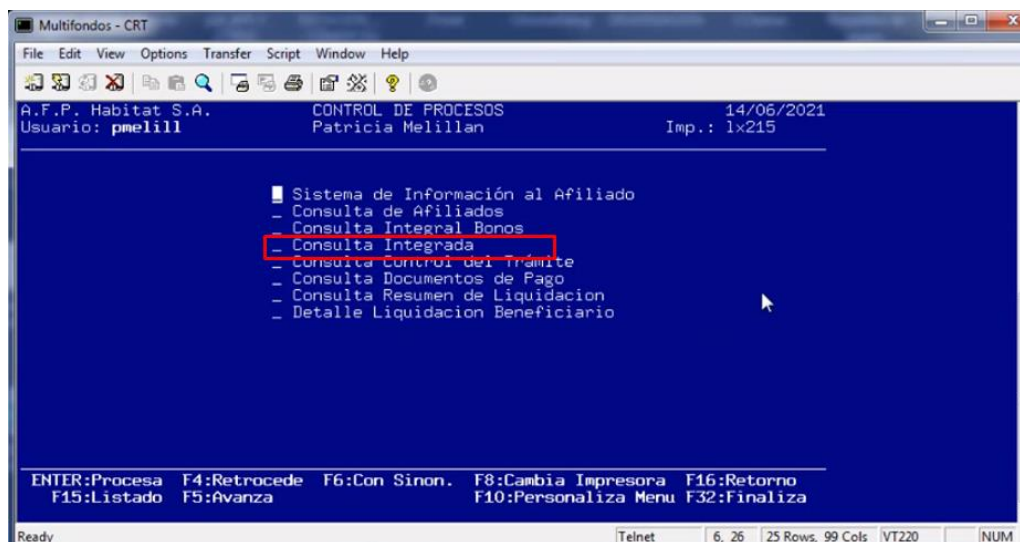 Multifondos - CRT
File Edit View Options Transfer Script Window Help
A.F.P. Habitat S.A. CONTROL DE PROCESOS 14/06/2021
Usuario: pmelill Patricia Melillan Imp.: lx215
_ Sistema de Información al Afiliado
_ Consulta de Afiliados
_ Consulta Integral Bonos
_ Consulta Integrada
_ Consulta Control del Trámite
_ Consulta Documentos de Pago
_ Consulta Resumen de Liquidacion
_ Detalle Liquidacion Beneficiario
ENTER:Procesa F4:Retrocede F6:Con Sinon. F8:Cambia Impresora F16:Retorno
F15:Listado F5:Avanza F10:Personaliza Menu F32:Finaliza
Ready Telnet 6, 26 25 Rows, 99 Cols VT220 NUM